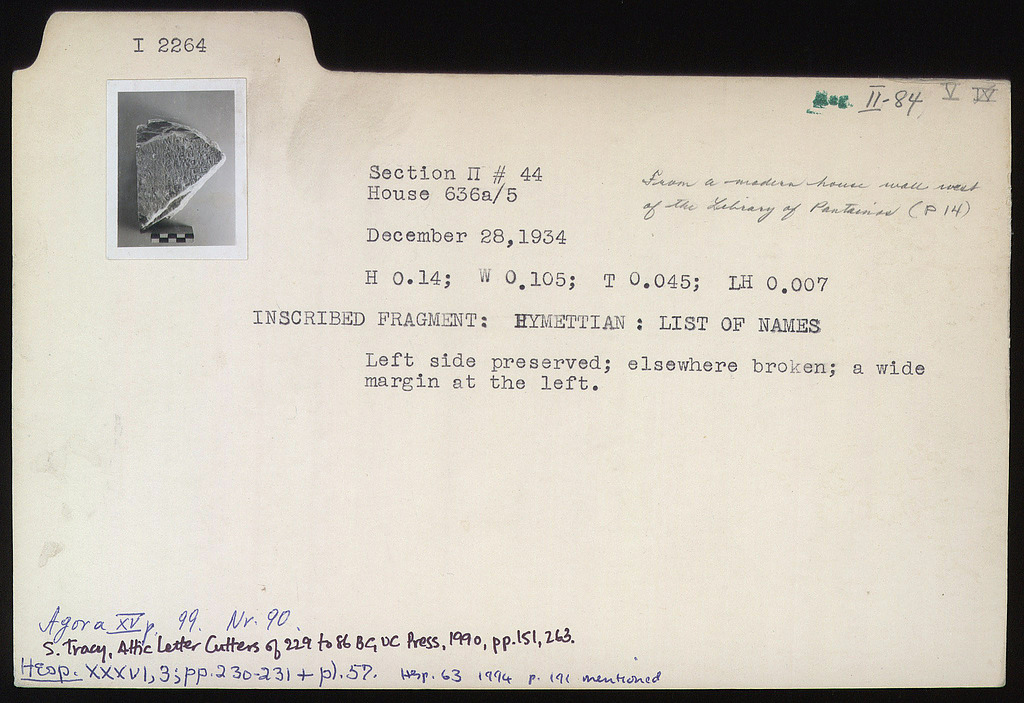 I 2264
II-84 V IV
Section Π # 44
House 636a/5
From a modern house wall west
of the Library of Pantainos (P 14)
December 28,1934
H 0.14; W 0.105; T 0.045; LH 0.007
INSCRIBED FRAGMENT: HYMETTIAN : LIST OF NAMES
Left side preserved; elsewhere broken; a wide
margin at the left.
Agora XV p. 99. Nr. 90.
S. Tracy, Attic Letter Cutters of 229 to 86 BC, UC Press, 1990, pp.151, 263.
Hesp. XXXVI, 3; pp. 230-231 + pl. 57. Hsp. 63 1994 p. 191 mentioned